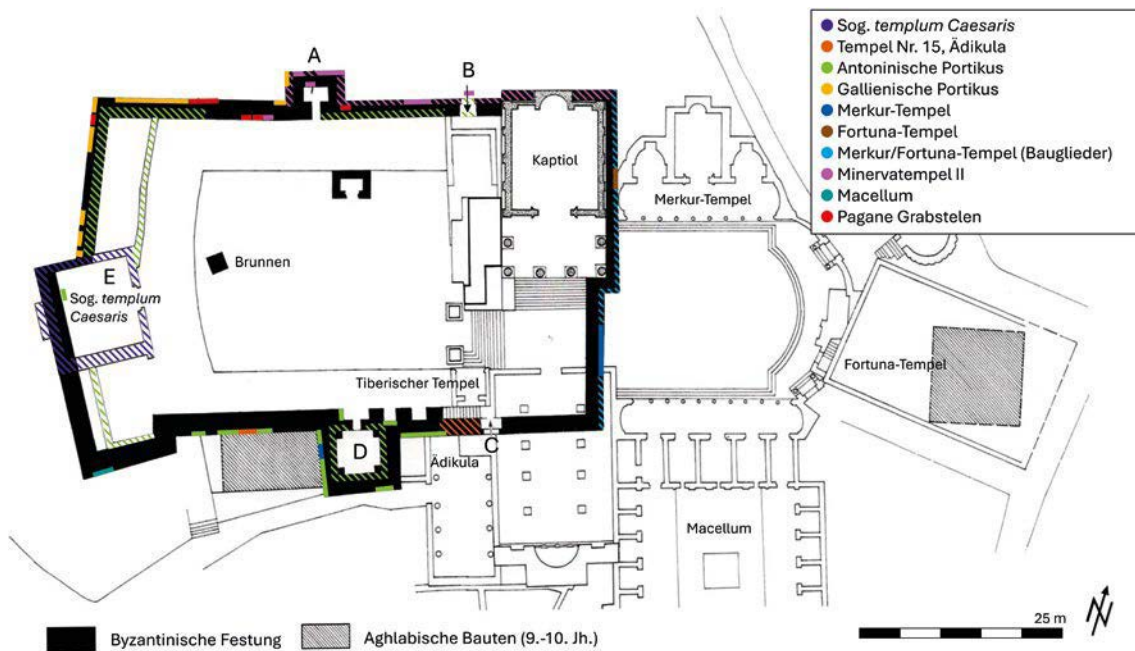 A
B
Sog. templum Caesaris
Tempel Nr. 15, Ädikula
Antoninische Portikus
Gallienische Portikus
Merkur-Tempel
Fortuna-Tempel
Merkur/Fortuna-Tempel (Bauglieder)
Minervatempel II
Macellum
Pagane Grabstelen
Kaptiol
Merkur-Tempel
Brunnen
E
Sog. templum
Caesaris
Fortuna-Tempel
Tiberischer Tempel
C
D
Ädikula
Macellum
Byzantinische Festung
Aghlabische Bauten (9.-10. Jh.)
25 m
N